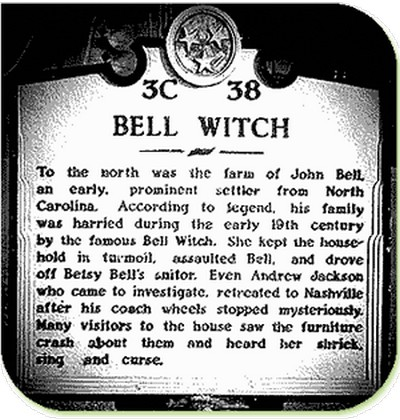 3C 38
BELL WITCH
To the north was the farm of John Bell,
an early, prominent settler from North
Carolina. According to legend, his family
was harried during the early 19th century
by the famous Bell Witch. She kept the house-
hold in turmoil, assaulted Bell, and drove
off Betsy Bell's suitor. Even Andrew Jackson
who came to investigate, retreated to Nashville
after his coach wheels stopped mysteriously.
Many visitors to the house saw the furniture
crash about them and heard her shriek,
sing and curse.